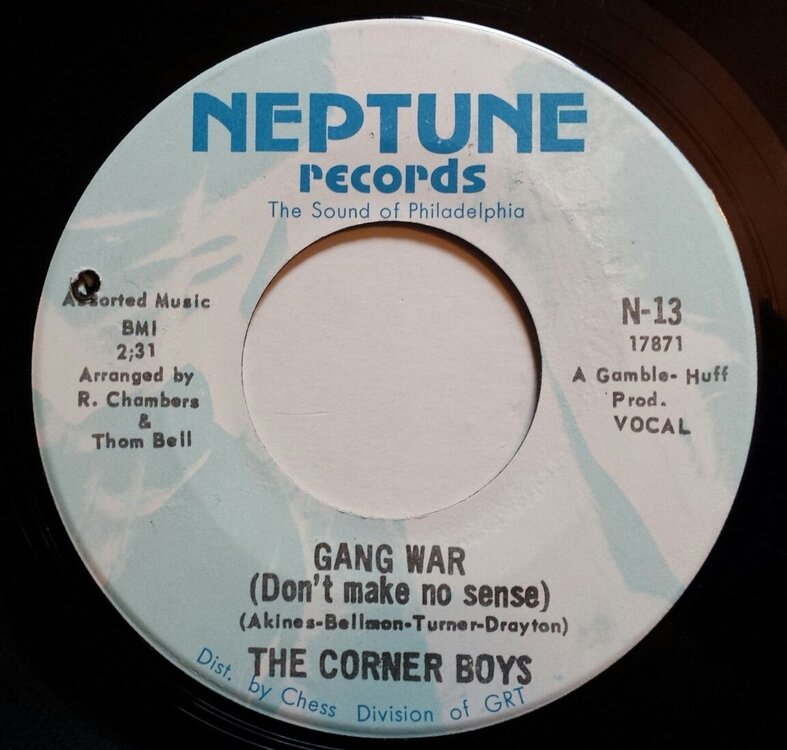 NEPTUNE
records
The Sound of Philadelphia
Assorted Music
BMI
2;31
Arranged by
R. Chambers
&
Thom Bell
N-13
17871
A Gamble-Huff
Prod.
VOCAL
GANG WAR
(Don't make no sense)
(Akines-Bellmon-Turner-Drayton)
THE CORNER BOYS
Dist. by Chess Division of GRT